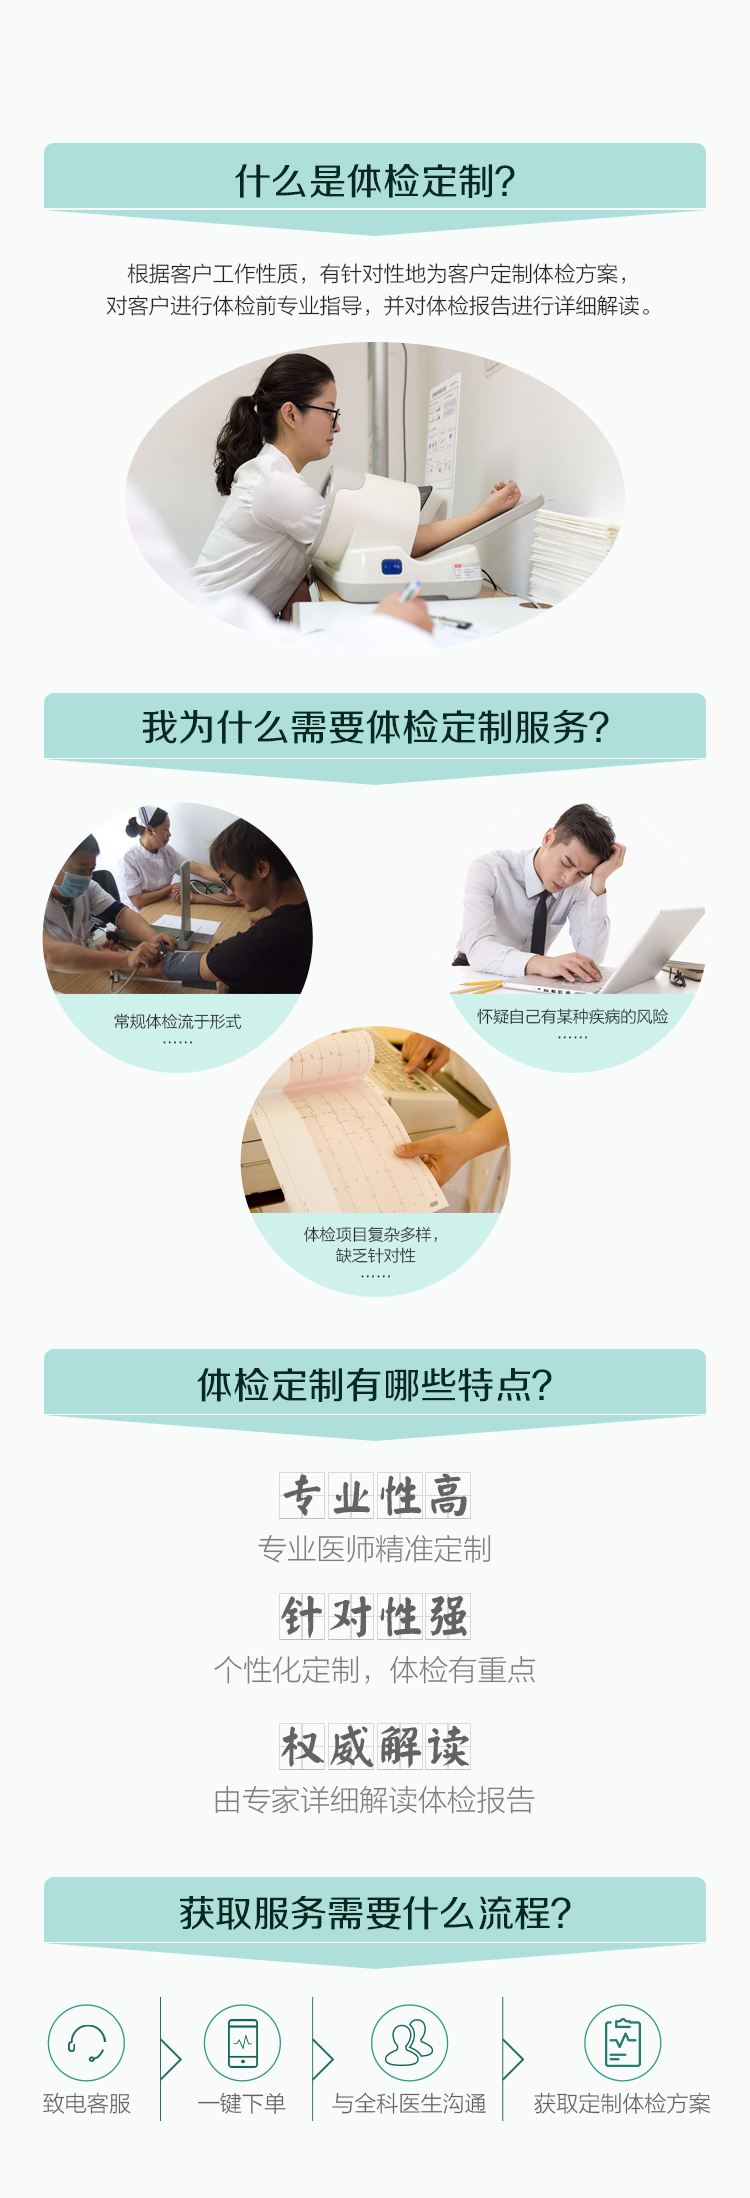 什么是体检定制?
根据客户工作性质，有针对性地为客户定制体检方案，
对客户进行体检前专业指导，并对体检报告进行详细解读。
我为什么需要体检定制服务?
常规体检流于形式
……
怀疑自己有某种疾病的风险
……
体检项目复杂多样，
缺乏针对性
……
体检定制有哪些特点?
专业性高
专业医师精准定制
针对性强
个性化定制，体检有重点
权威解读
由专家详细解读体检报告
获取服务需要什么流程?
致电客服
一键下单
与全科医生沟通
获取定制体检方案